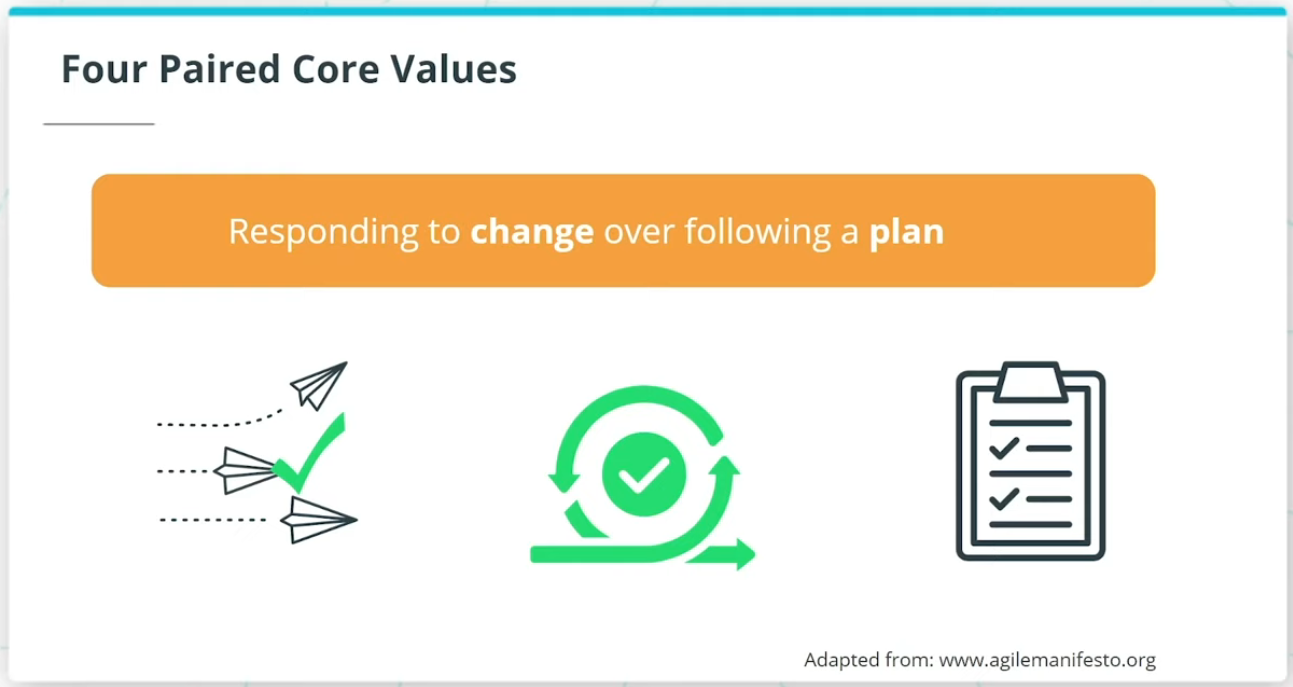 Four Paired Core Values
Responding to change over following a plan
Adapted from: www.agilemanifesto.org